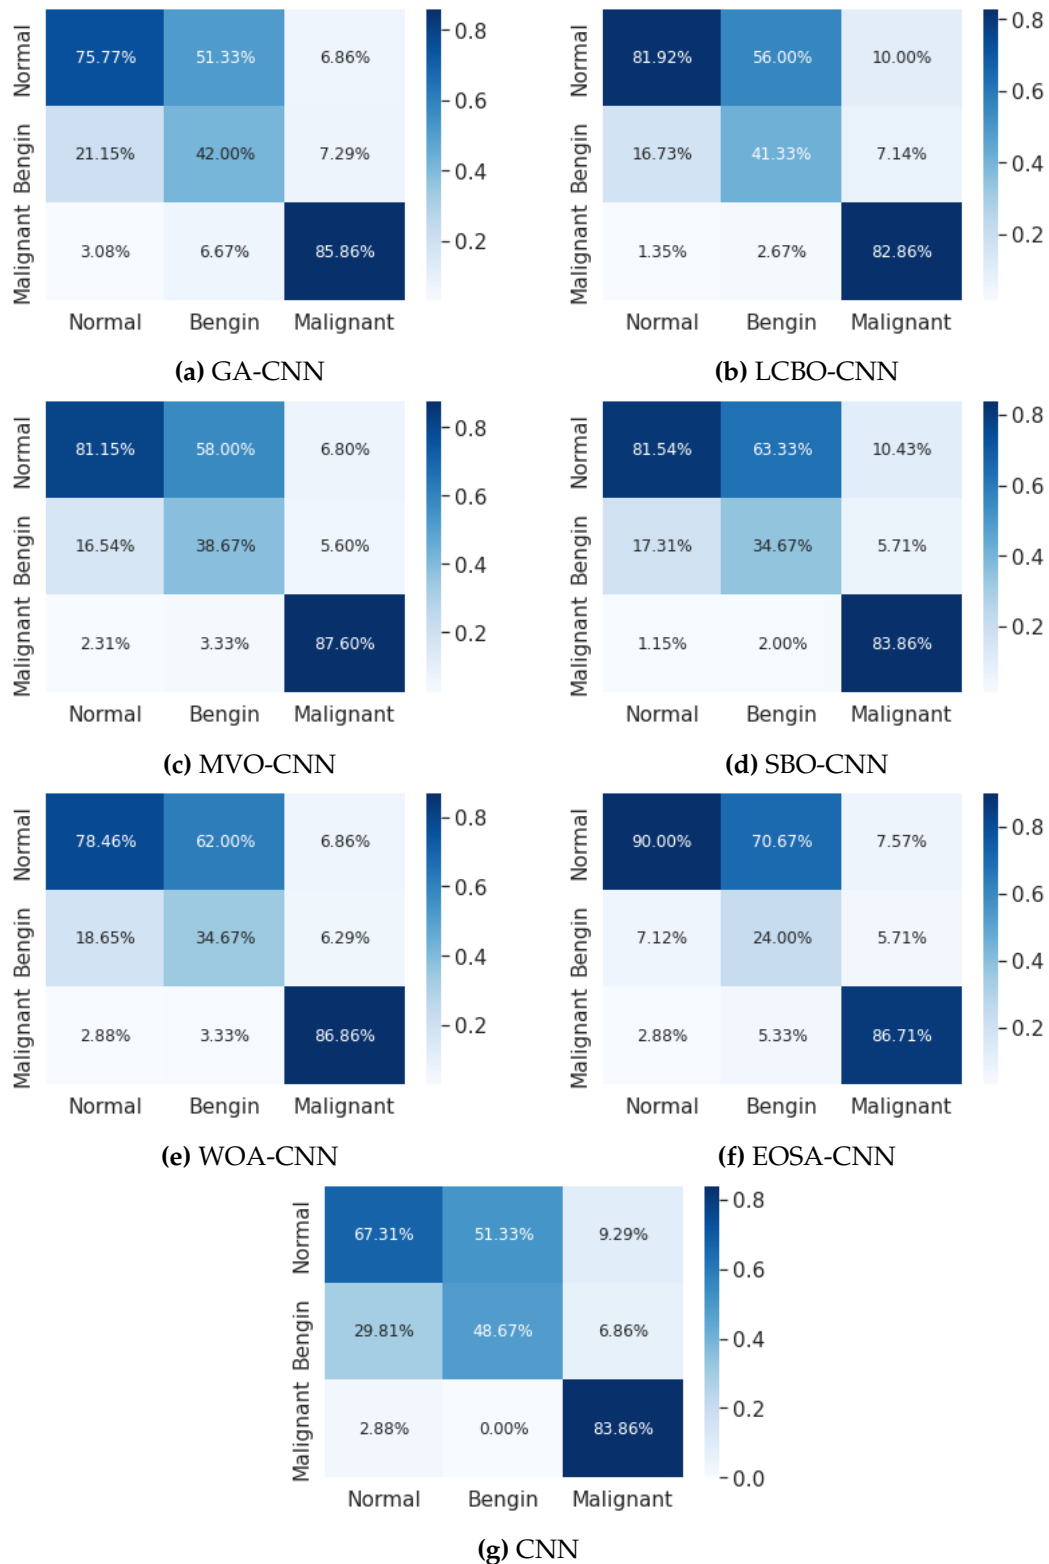 Normal 75.77% 51.33% 6.86% 0.8
Bengin 21.15% 42.00% 7.29% 0.6
Malignant 3.08% 6.67% 85.86% 0.4
0.2
Normal Bengin Malignant
(a) GA-CNN
Normal 81.92% 56.00% 10.00% 0.8
Bengin 16.73% 41.33% 7.14% 0.6
Malignant 1.35% 2.67% 82.86% 0.4
0.2
Normal Bengin Malignant
(b) LCBO-CNN
Normal 81.15% 58.00% 6.80% 0.8
Bengin 16.54% 38.67% 5.60% 0.6
Malignant 2.31% 3.33% 87.60% 0.4
0.2
Normal Bengin Malignant
(c) MVO-CNN
Normal 81.54% 63.33% 10.43% 0.8
Bengin 17.31% 34.67% 5.71% 0.6
Malignant 1.15% 2.00% 83.86% 0.4
0.2
Normal Bengin Malignant
(d) SBO-CNN
Normal 78.46% 62.00% 6.86% 0.8
Bengin 18.65% 34.67% 6.29% 0.6
Malignant 2.88% 3.33% 86.86% 0.4
0.2
Normal Bengin Malignant
(e) WOA-CNN
Normal 90.00% 70.67% 7.57% 0.8
Bengin 7.12% 24.00% 5.71% 0.6
Malignant 2.88% 5.33% 86.71% 0.4
0.2
Normal Bengin Malignant
(f) EOSA-CNN
Normal 67.31% 51.33% 9.29% 0.8
Bengin 29.81% 48.67% 6.86% 0.6
Malignant 2.88% 0.00% 83.86% 0.4
0.2
0.0
Normal Bengin Malignant
(g) CNN